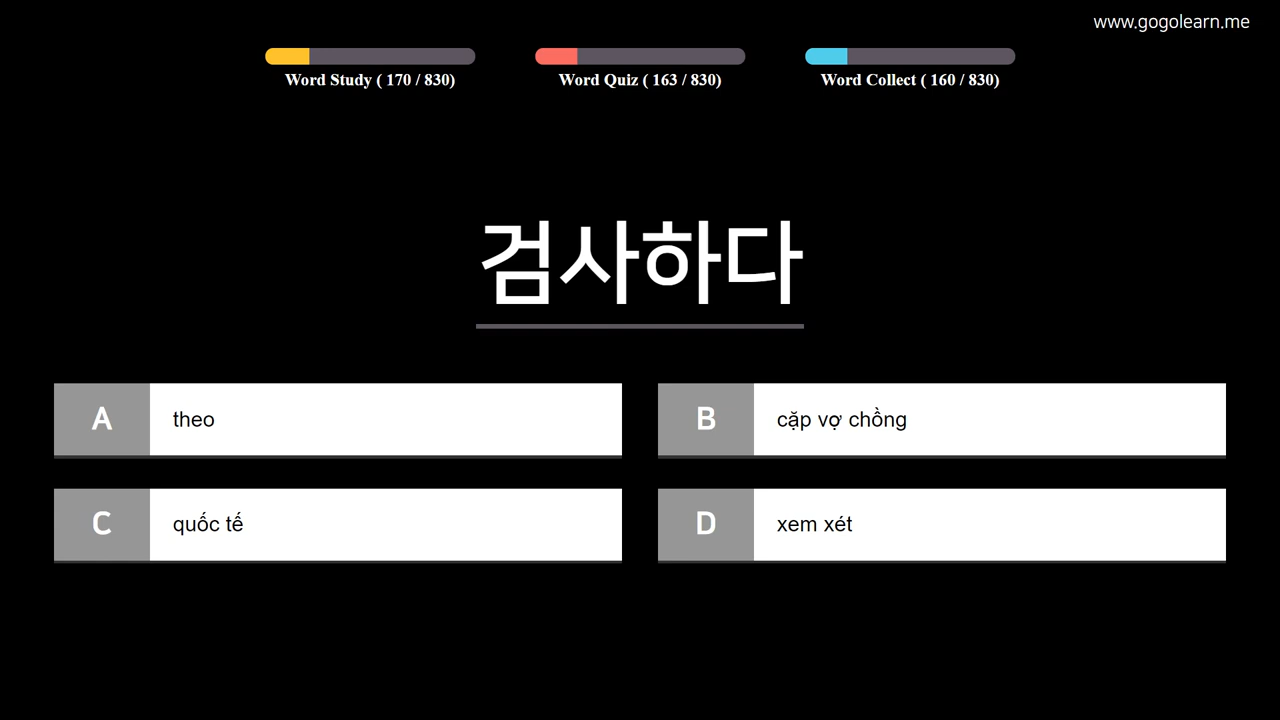 www.gogolearn.me
Word Study ( 170 / 830)
Word Quiz ( 163 / 830)
Word Collect ( 160 / 830)
검사하다
A theo
B cặp vợ chồng
C quốc tế
D xem xét